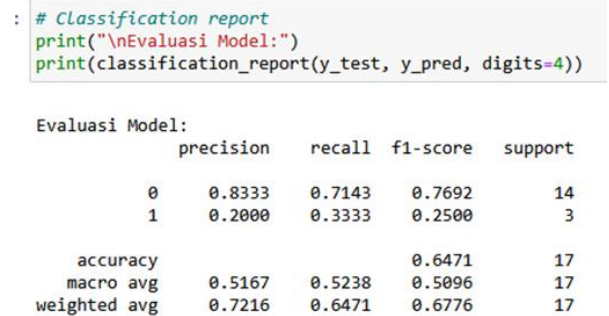 : # Classification report
print("\nEvaluasi Model:")
print(classification_report(y_test, y_pred, digits=4))
Evaluasi Model:
precision recall f1-score support
0 0.8333 0.7143 0.7692 14
1 0.2000 0.3333 0.2500 3
accuracy 0.6471 17
macro avg 0.5167 0.5238 0.5096 17
weighted avg 0.7216 0.6471 0.6776 17